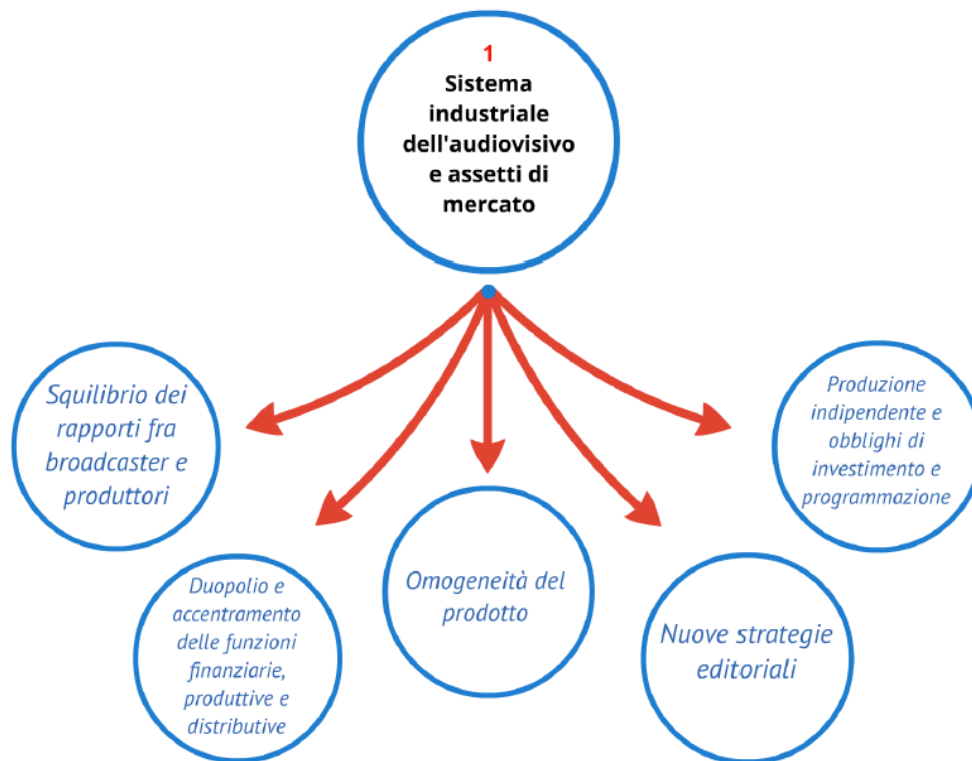 1
Sistema
industriale
dell'audiovisivo
e assetti di
mercato
Squilibrio dei
rapporti fra
broadcaster e
produttori
Duopolio e
accentramento
delle funzioni
finanziarie,
produttive e
distributive
Omogeneità del
prodotto
Nuove strategie
editoriali
Produzione
indipendente e
obblighi di
investimento e
programmazione